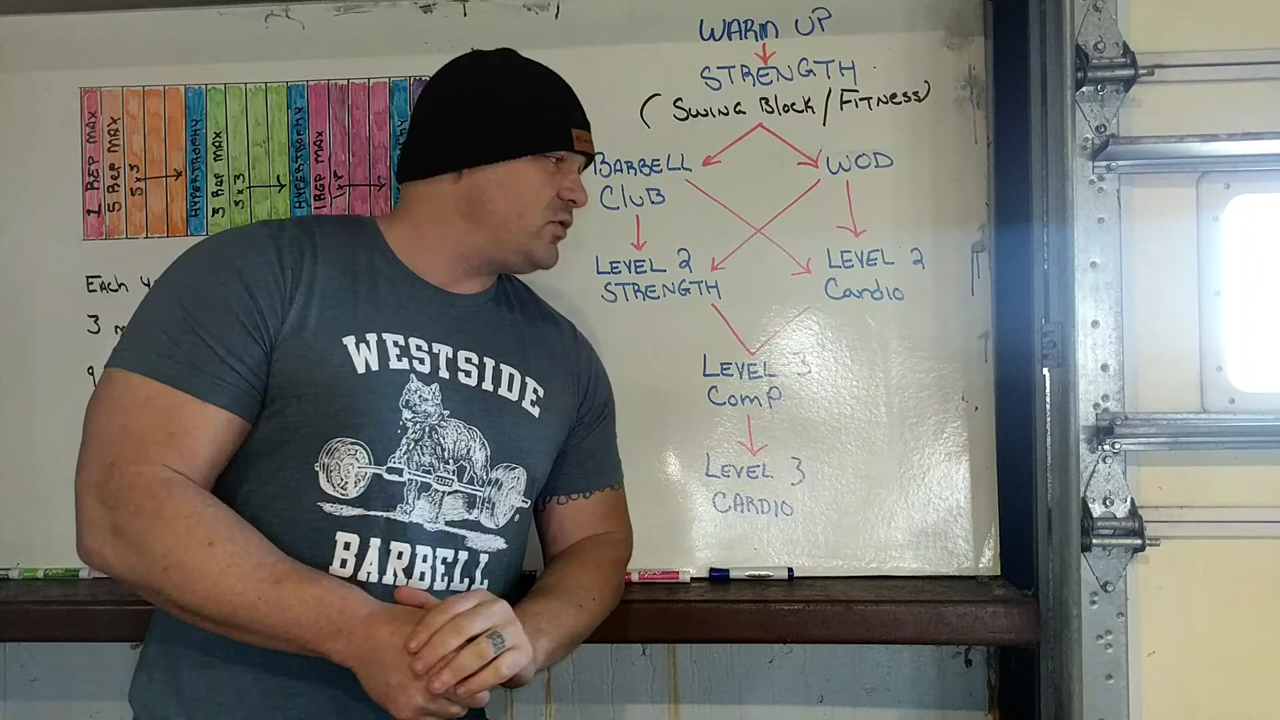 WARM UP
STRENGTH
(SWING BLOCK/FITNESS)
BARBELL
CLUB
WOD
LEVEL 2
STRENGTH
LEVEL 2
CARDIO
LEVEL 3
COMP
LEVEL 3
CARDIO
1 REP MAX
5 REP MAX
5x5
HYPERTROPHY
3 REP MAX
5x3
HYPERTROPHY
1 REP MAX
EACH
3
WESTSIDE
BARBELL